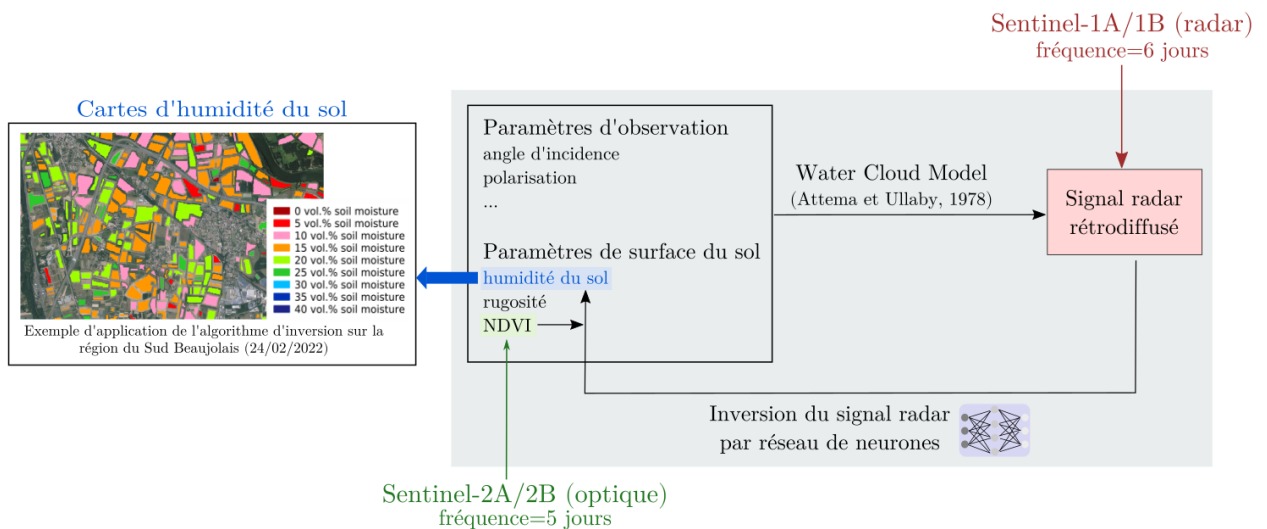 Sentinel-1A/1B (radar)
fréquence=6 jours
Cartes d'humidité du sol
0 vol.% soil moisture
5 vol.% soil moisture
10 vol.% soil moisture
15 vol.% soil moisture
20 vol.% soil moisture
25 vol.% soil moisture
30 vol.% soil moisture
35 vol.% soil moisture
40 vol.% soil moisture
Exemple d'application de l'algorithme d'inversion sur la
région du Sud Beaujolais (24/02/2022)
Paramètres d'observation
angle d'incidence
polarisation
...
Paramètres de surface du sol
humidité du sol
rugosité
NDVI
Water Cloud Model
(Attema et Ullaby, 1978)
Signal radar
rétrodiffusé
Inversion du signal radar
par réseau de neurones
Sentinel-2A/2B (optique)
fréquence=5 jours